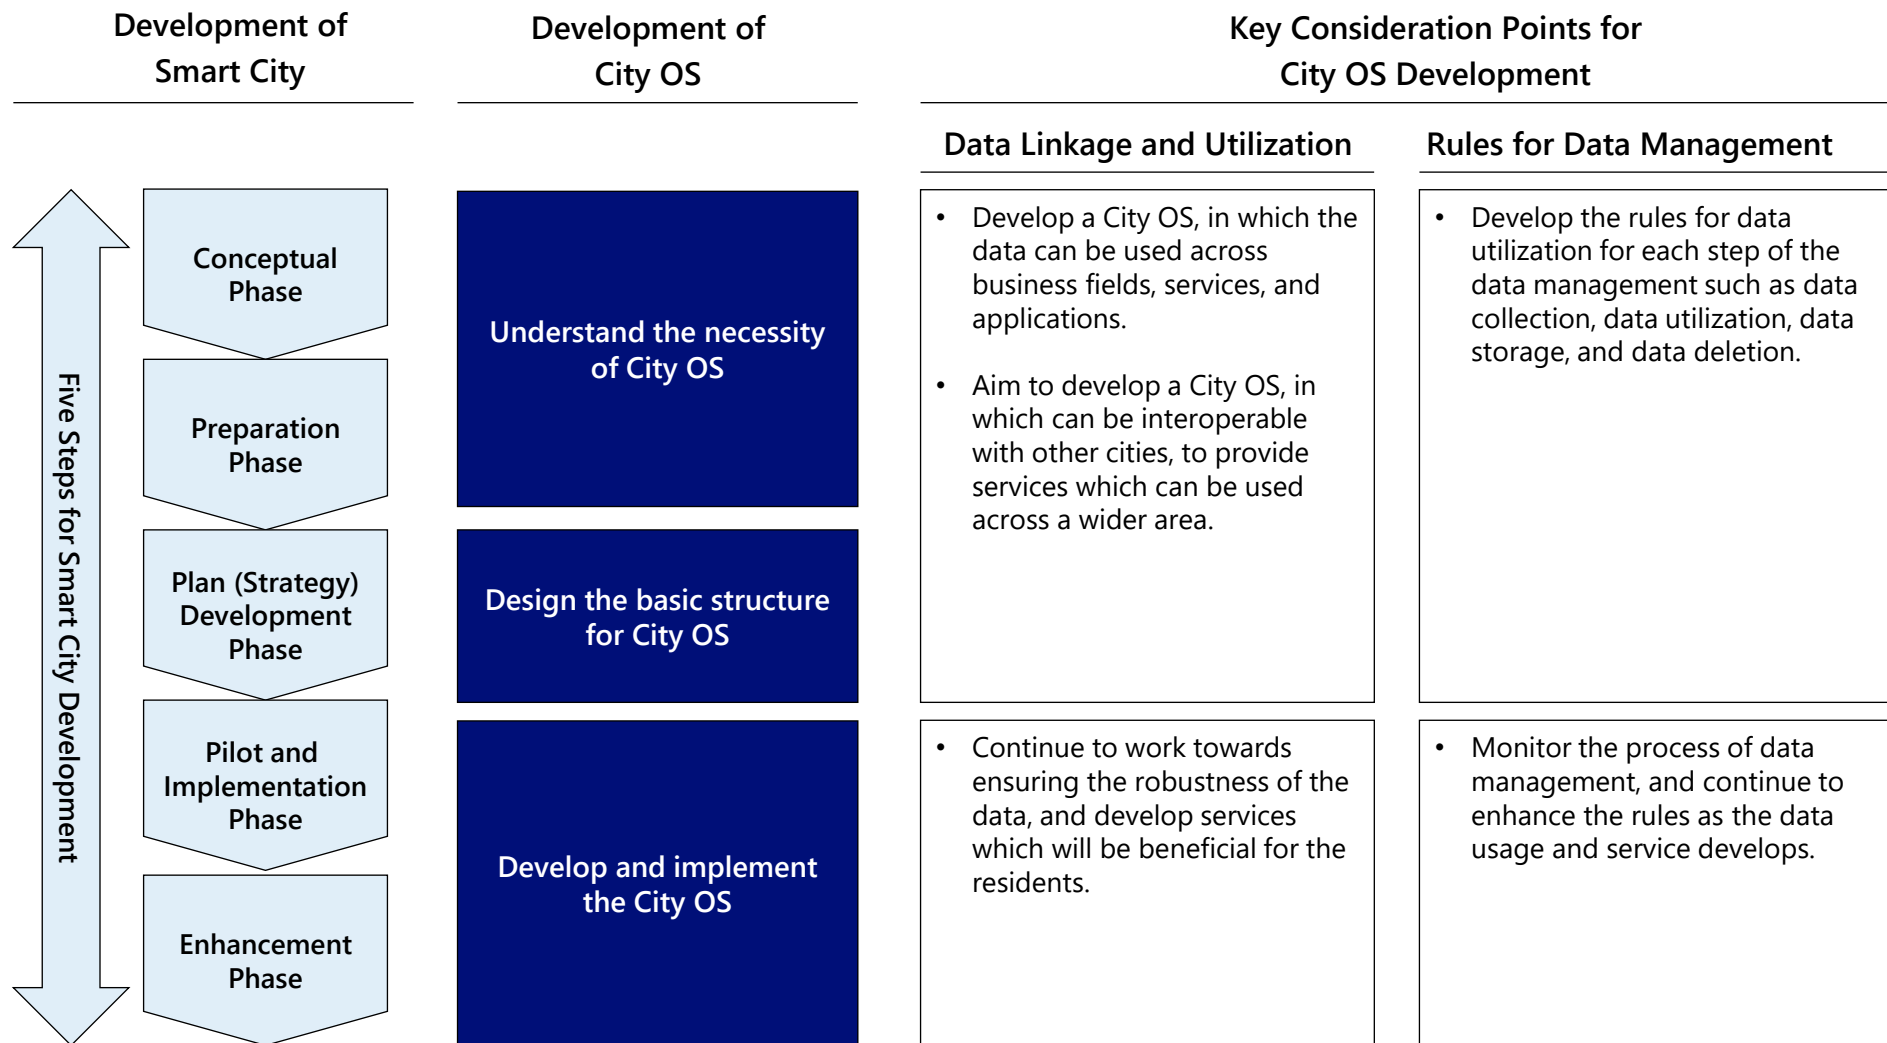 Development of
Smart City
Development of
City OS
Key Consideration Points for
City OS Development
Data Linkage and Utilization
Rules for Data Management
Five Steps for Smart City Development
Conceptual
Phase
Preparation
Phase
Plan (Strategy)
Development
Phase
Pilot and
Implementation
Phase
Enhancement
Phase
Understand the necessity
of City OS
Design the basic structure
for City OS
Develop and implement
the City OS
• Develop a City OS, in which the
data can be used across
business fields, services, and
applications.
• Aim to develop a City OS, in
which can be interoperable
with other cities, to provide
services which can be used
across a wider area.
• Develop the rules for data
utilization for each step of the
data management such as data
collection, data utilization, data
storage, and data deletion.
• Continue to work towards
ensuring the robustness of the
data, and develop services
which will be beneficial for the
residents.
• Monitor the process of data
management, and continue to
enhance the rules as the data
usage and service develops.